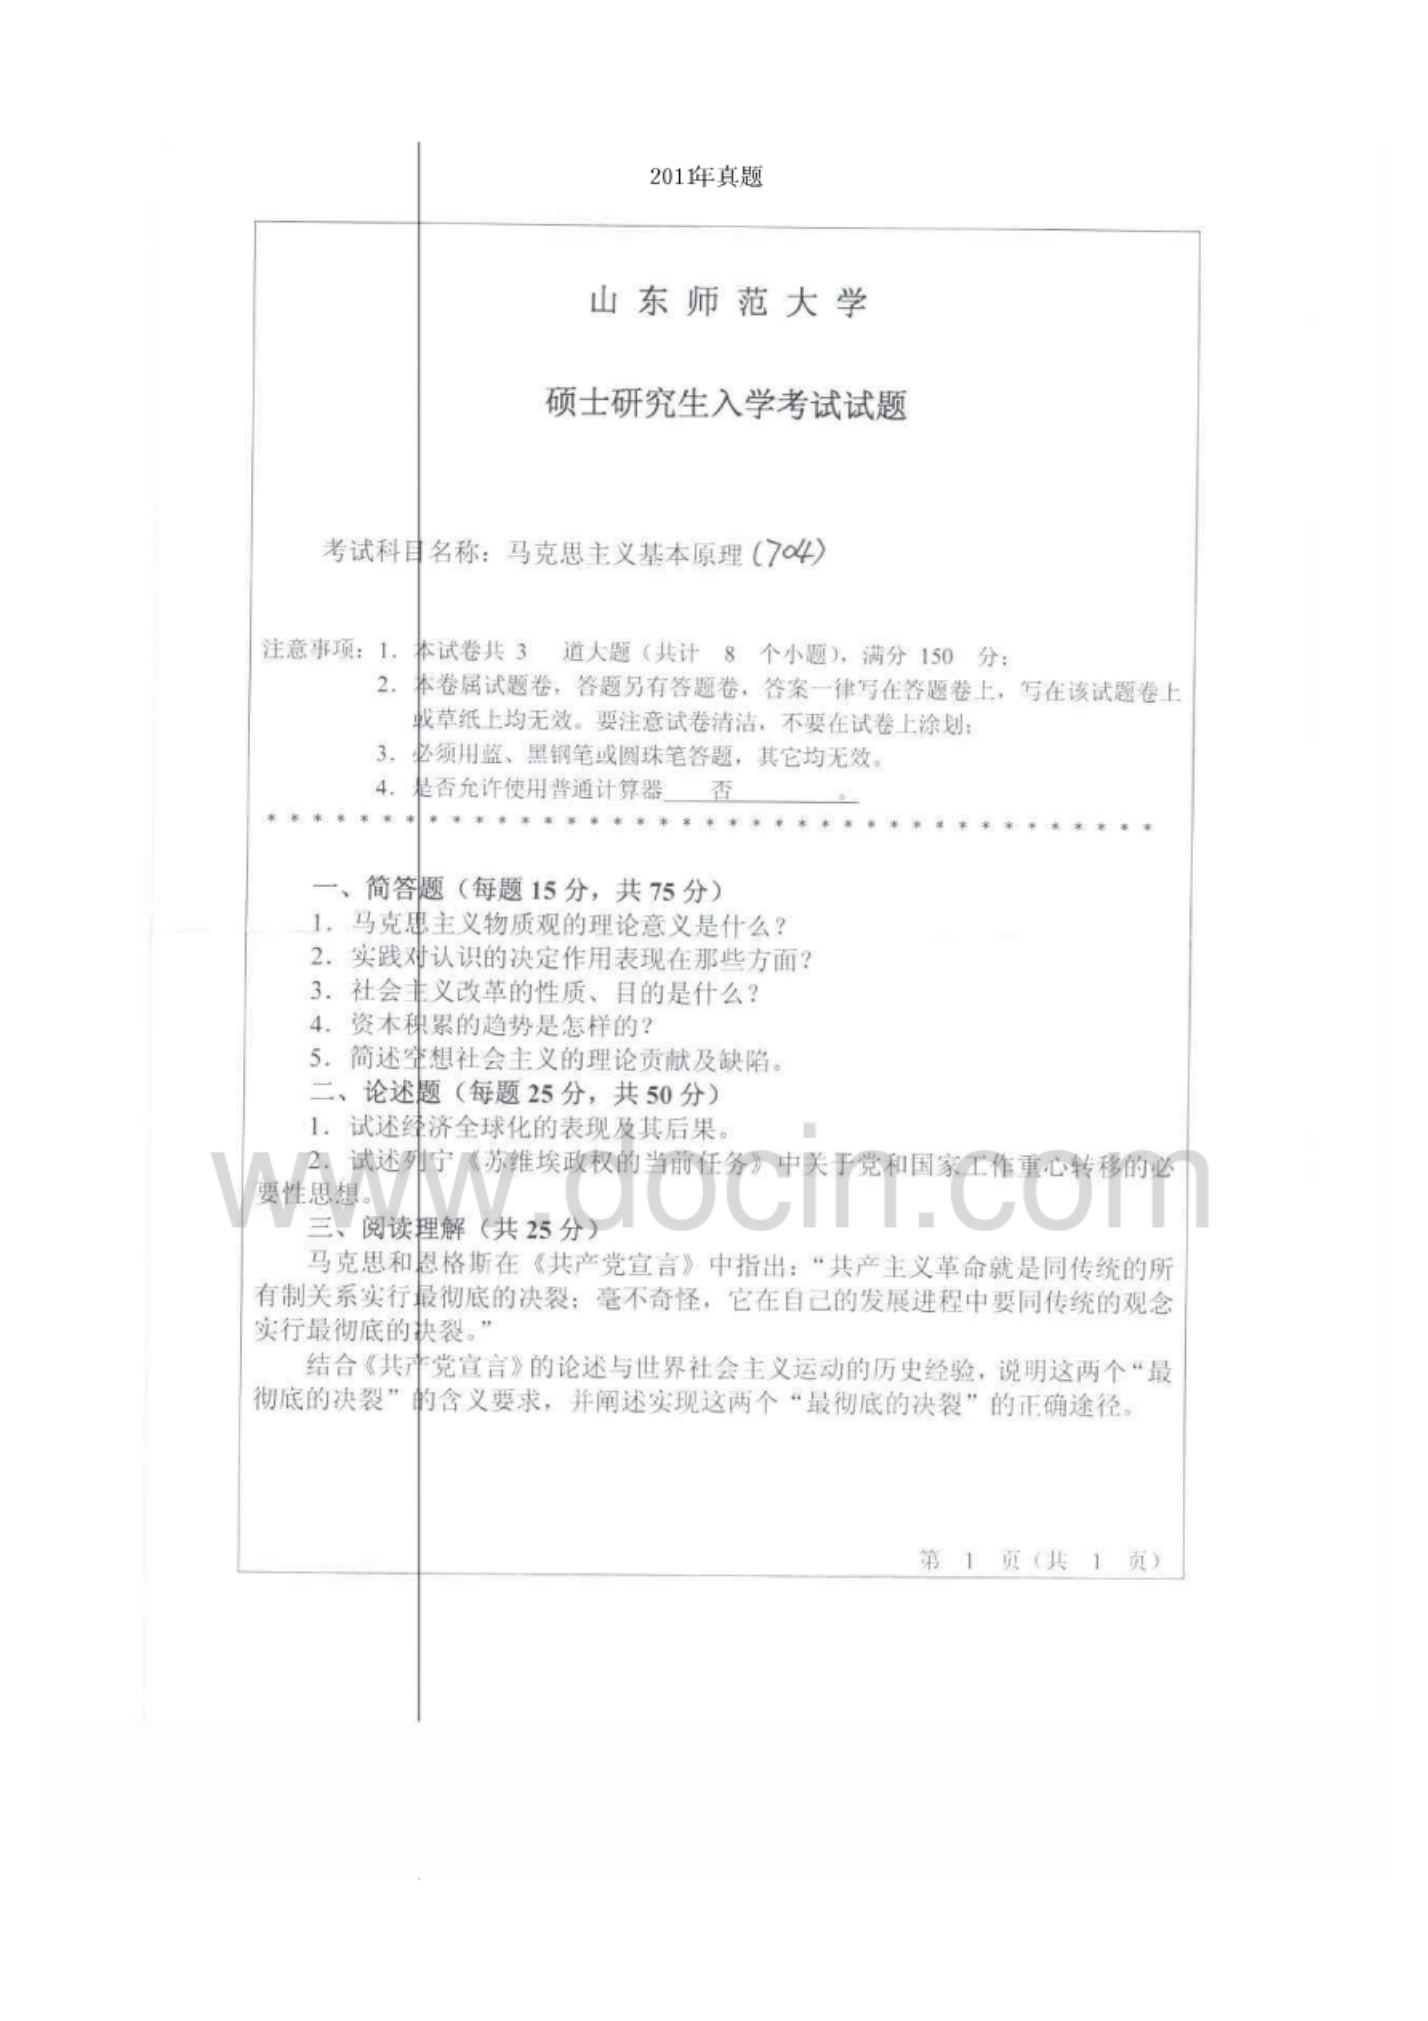 2011年真题
山东师范大学
硕士研究生入学考试试题
考试科目名称：马克思主义基本原理(704)
注意事项：1．本试卷共 3 道大题（共计 8 个小题），满分 150 分；
2．本卷属试题卷，答题另有答题卷，答案一律写在答题卷上，写在该试题卷上
或草纸上均无效。要注意试卷清洁，不要在试卷上涂划；
3．必须用蓝、黑钢笔或圆珠笔答题，其它均无效。
4．是否允许使用普通计算器 否 。
* * * * * * * * * * * * * * * * * * * * * * * * * * * * * * * * * * * * * * *
一、简答题（每题 15 分，共 75 分）
1．马克思主义物质观的理论意义是什么？
2．实践对认识的决定作用表现在那些方面？
3．社会主义改革的性质、目的是什么？
4．资本积累的趋势是怎样的？
5．简述空想社会主义的理论贡献及缺陷。
二、论述题（每题 25 分，共 50 分）
1．试述经济全球化的表现及其后果。
2．试述列宁《苏维埃政权的当前任务》中关于党和国家工作重心转移的必
要性思想。
www.docin.com
三、阅读理解（共 25 分）
马克思和恩格斯在《共产党宣言》中指出：“共产主义革命就是同传统的所
有制关系实行最彻底的决裂；毫不奇怪，它在自己的发展进程中要同传统的观念
实行最彻底的决裂。”
结合《共产党宣言》的论述与世界社会主义运动的历史经验，说明这两个“最
彻底的决裂”的含义要求，并阐述实现这两个“最彻底的决裂”的正确途径。
第 1 页（共 1 页）